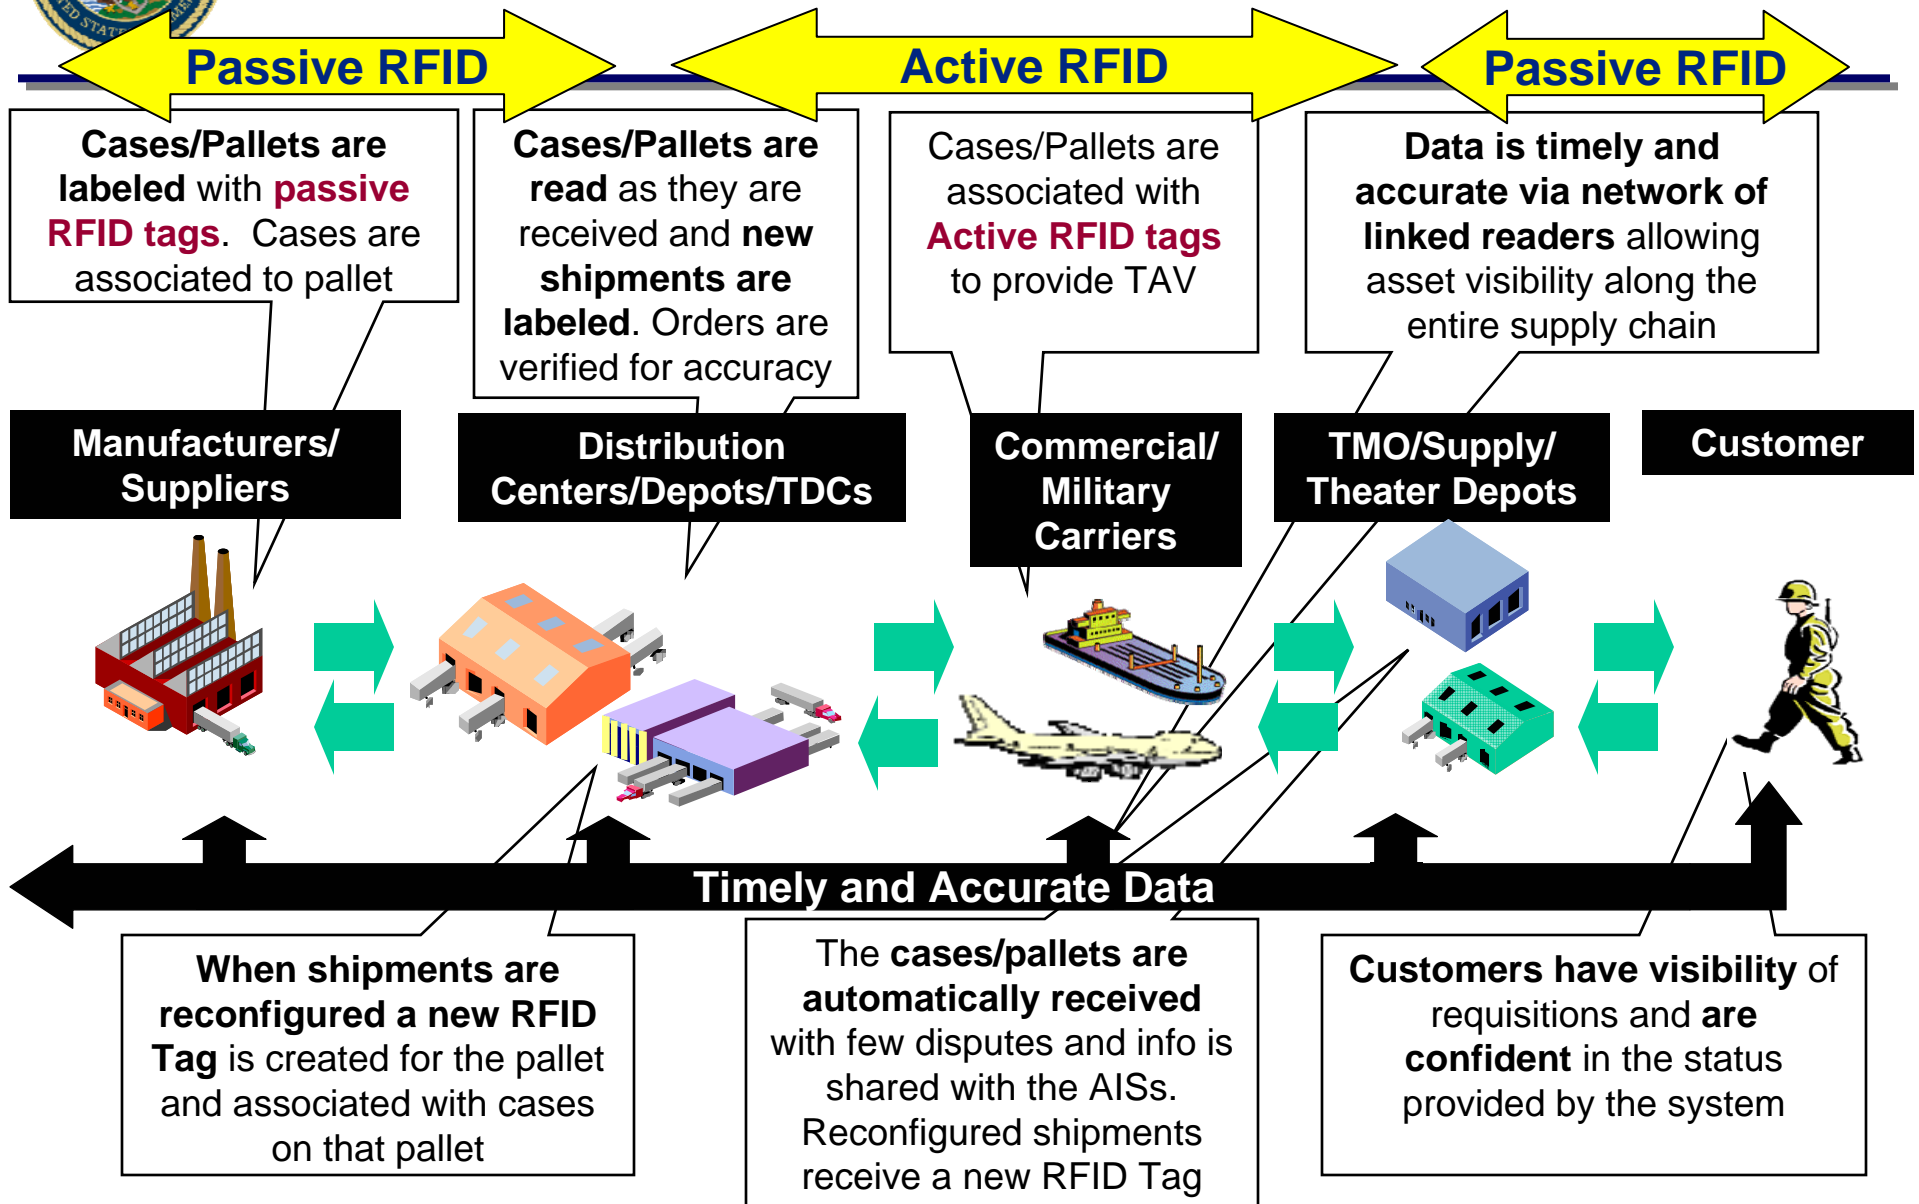 UNITED STATES
Passive RFID
Active RFID
Passive RFID
Cases/Pallets are
labeled with passive
RFID tags.  Cases are
associated to pallet
Cases/Pallets are
read as they are
received and new
shipments are
labeled. Orders are
verified for accuracy
Cases/Pallets are
associated with
Active RFID tags
to provide TAV
Data is timely and
accurate via network of
linked readers allowing
asset visibility along the
entire supply chain
Manufacturers/
Suppliers
Distribution
Centers/Depots/TDCs
Commercial/
Military
Carriers
TMO/Supply/
Theater Depots
Customer
Timely and Accurate Data
When shipments are
reconfigured a new RFID
Tag is created for the pallet
and associated with cases
on that pallet
The cases/pallets are
automatically received
with few disputes and info is
shared with the AISs.
Reconfigured shipments
receive a new RFID Tag
Customers have visibility of
requisitions and are
confident in the status
provided by the system